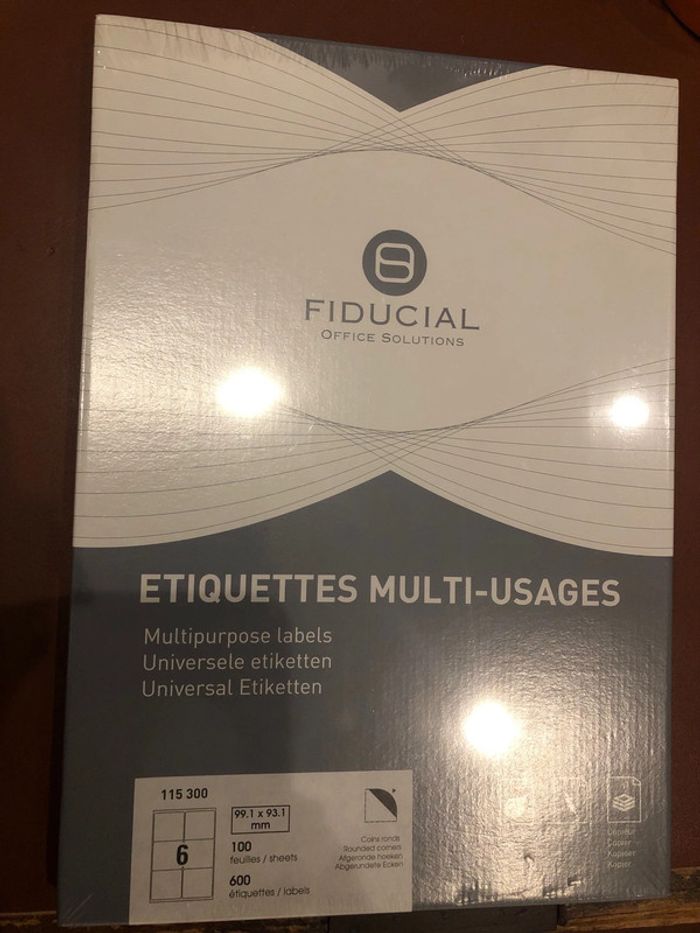 FIDUCIAL
OFFICE SOLUTIONS
ETIQUETTES MULTI-USAGES
Multipurpose labels
Universele etiketten
Universal Etiketten
115 300
6
99.1 x 93.1
mm
100
feuilles / sheets
600
étiquettes / labels
Coins ronds
Rounded corners
Afgeronde hoeken
Abgerundete Ecken
Copieur
Copier
Kopieer
Kopier